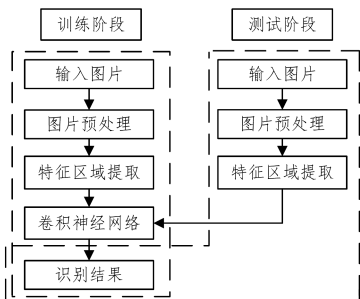 训练阶段
测试阶段
输入图片
输入图片
图片预处理
图片预处理
特征区域提取
特征区域提取
卷积神经网络
识别结果